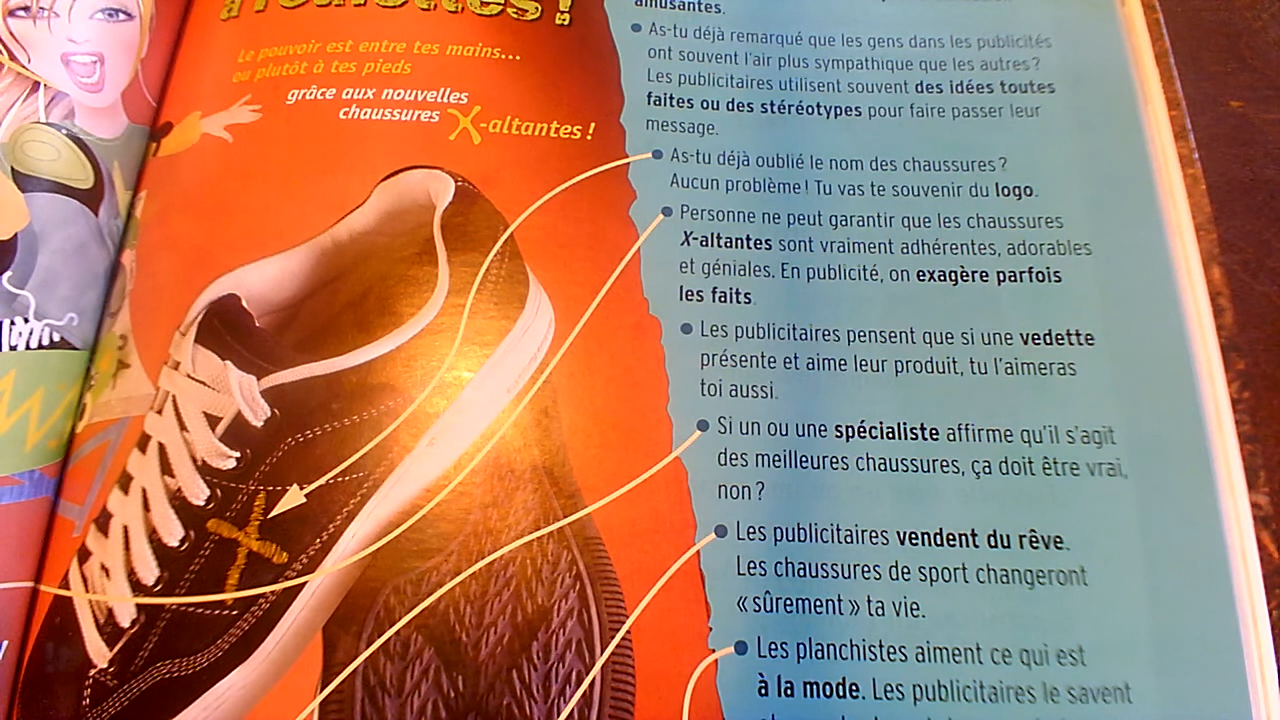 à roulettes!
Le pouvoir est entre tes mains...
ou plutôt à tes pieds
grâce aux nouvelles
chaussures X-altantes!
amusantes.
• As-tu déjà remarqué que les gens dans les publicités
ont souvent l'air plus sympathique que les autres?
Les publicitaires utilisent souvent des idées toutes
faites ou des stéréotypes pour faire passer leur
message.
• As-tu déjà oublié le nom des chaussures?
Aucun problème! Tu vas te souvenir du logo.
• Personne ne peut garantir que les chaussures
X-altantes sont vraiment adhérentes, adorables
et géniales. En publicité, on exagère parfois
les faits.
• Les publicitaires pensent que si une vedette
présente et aime leur produit, tu l'aimeras
toi aussi.
• Si un ou une spécialiste affirme qu'il s'agit
des meilleures chaussures, ça doit être vrai,
non?
• Les publicitaires vendent du rêve.
Les chaussures de sport changeront
«sûrement» ta vie.
• Les planchistes aiment ce qui est
à la mode. Les publicitaires le savent